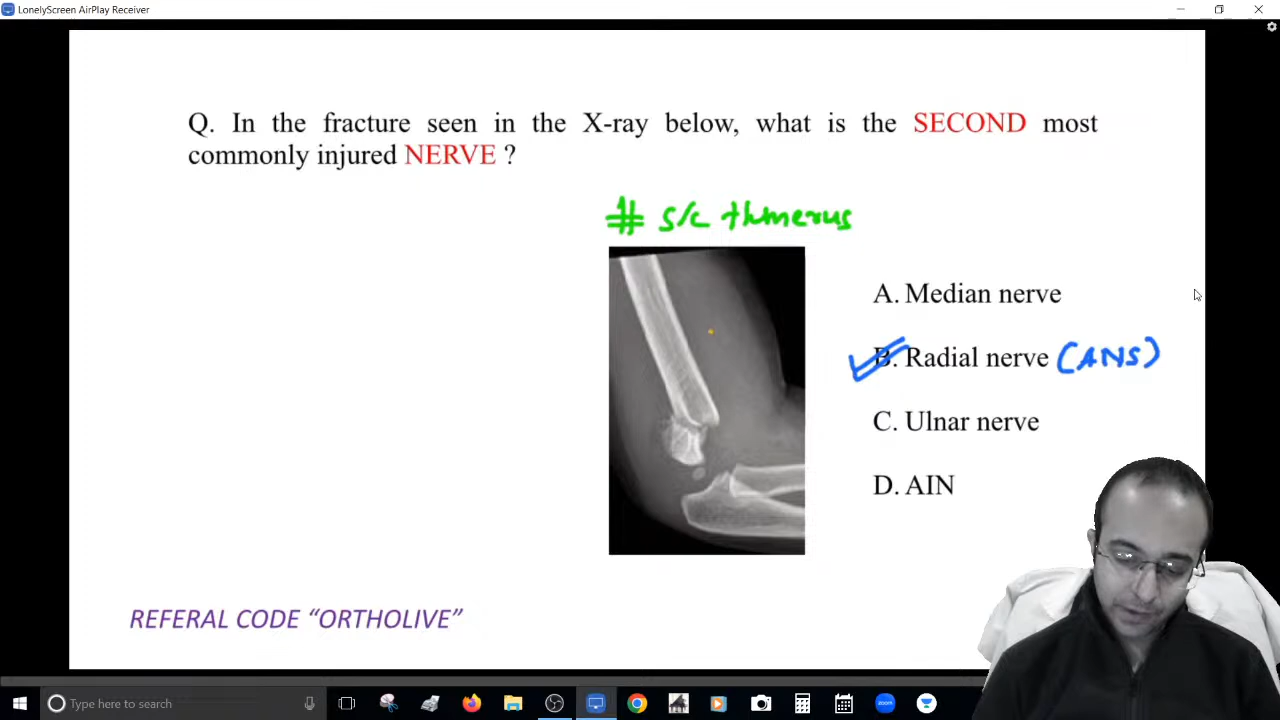 LonelyScreen AirPlay Receiver
Q. In the fracture seen in the X-ray below, what is the SECOND most
commonly injured NERVE ?
# s/c Humerus
A. Median nerve
B. Radial nerve (ANS)
C. Ulnar nerve
D. AIN
REFERAL CODE “ORTHOLIVE”
Type here to search
zoom